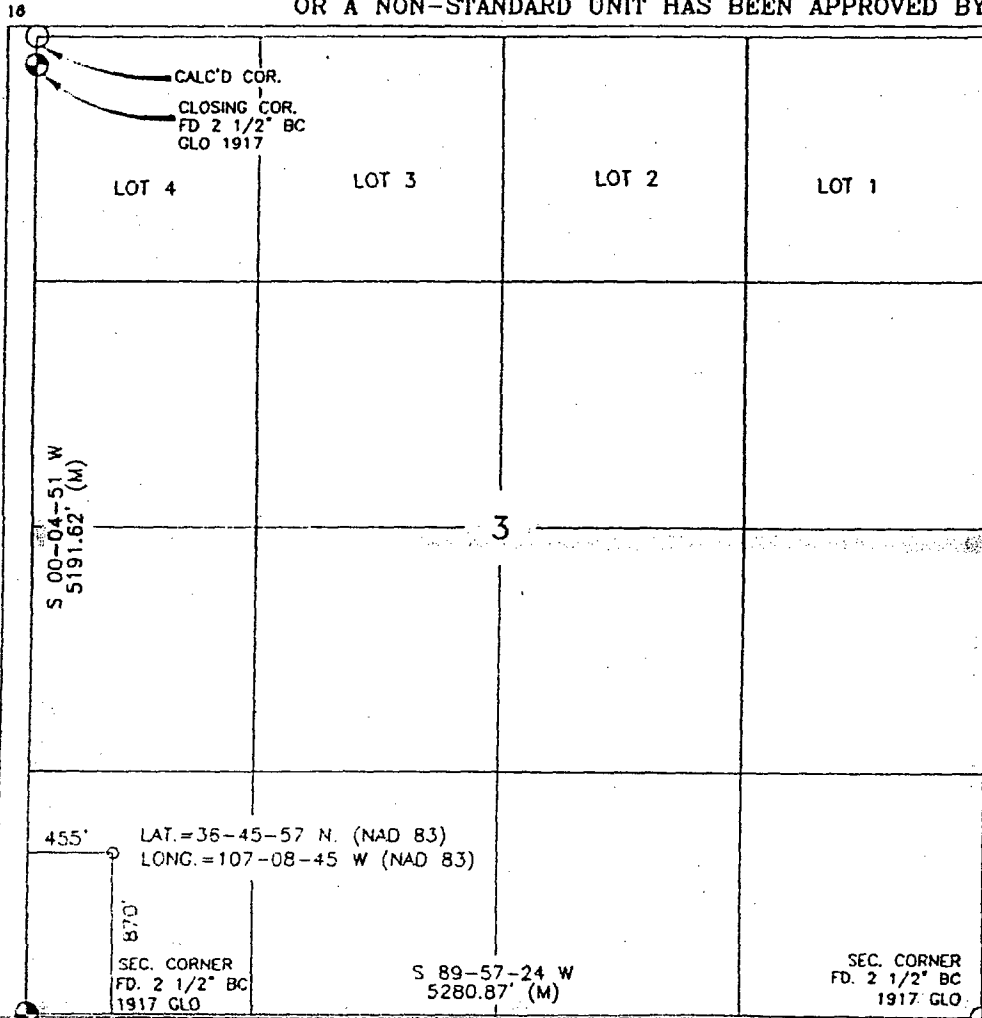 16
OR A NON-STANDARD UNIT HAS BEEN APPROVED BY
CALC'D COR.
CLOSING COR.
FD 2 1/2" BC
GLO 1917
LOT 4
LOT 3
LOT 2
LOT 1
S 00-04-51 W
5191.62' (M)
3
455'
LAT.=36-45-57 N. (NAD 83)
LONG.=107-08-45 W (NAD 83)
870'
SEC. CORNER
FD. 2 1/2" BC
1917 GLO
S 89-57-24 W
5280.87' (M)
SEC. CORNER
FD. 2 1/2" BC
1917 GLO